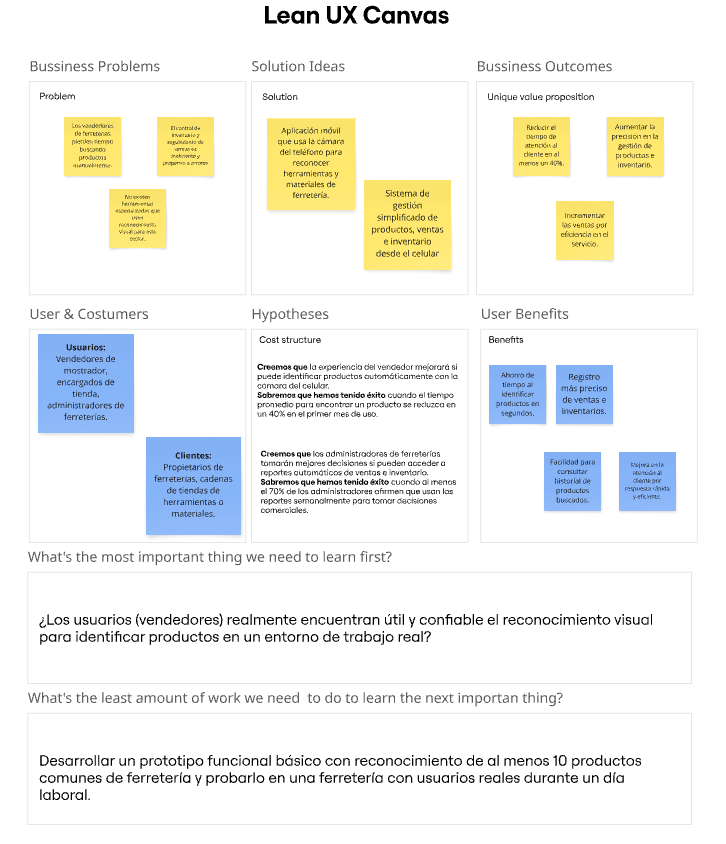 Lean UX Canvas
Bussiness Problems
Problem
Los vendedores
de ferreterías
pierden tiempo
buscando
productos
manualmente.
El control de
inventario y
seguimiento de
ventas es
ineficiente y
propenso a errores
No existen
herramientas
especializadas que
usen
reconocimiento
visual para este
sector.
Solution Ideas
Solution
Aplicación móvil
que usa la cámara
del teléfono para
reconocer
herramientas y
materiales de
ferretería.
Sistema de
gestión
simplificado de
productos, ventas
e inventario
desde el celular
Bussiness Outcomes
Unique value proposition
Reducir el
tiempo de
atención al
cliente en al
menos un 40%.
Aumentar la
precisión en la
gestión de
productos e
inventario.
Incrementar
las ventas por
eficiencia en el
servicio.
User & Costumers
Usuarios:
Vendedores de
mostrador,
encargados de
tienda,
administradores de
ferreterías.
Clientes:
Propietarios de
ferreterías, cadenas
de tiendas de
herramientas o
materiales.
Hypotheses
Cost structure
Creemos que la experiencia del vendedor mejorará si
puede identificar productos automáticamente con la
cámara del celular.
Sabremos que hemos tenido éxito cuando el tiempo
promedio para encontrar un producto se reduzca en
un 40% en el primer mes de uso.
Creemos que los administradores de ferreterías
tomarán mejores decisiones si pueden acceder a
reportes automáticos de ventas e inventario.
Sabremos que hemos tenido éxito cuando al menos
el 70% de los administradores afirmen que usan los
reportes semanalmente para tomar decisiones
comerciales.
User Benefits
Benefits
Ahorro de
tiempo al
identificar
productos en
segundos.
Registro
más preciso
de ventas e
inventarios.
Facilidad para
consultar
historial de
productos
buscados.
Mejora en la
atención al
cliente por
respuesta rápida
y eficiente.
What's the most important thing we need to learn first?
¿Los usuarios (vendedores) realmente encuentran útil y confiable el reconocimiento visual
para identificar productos en un entorno de trabajo real?
What's the least amount of work we need to do to learn the next importan thing?
Desarrollar un prototipo funcional básico con reconocimiento de al menos 10 productos
comunes de ferretería y probarlo en una ferretería con usuarios reales durante un día
laboral.